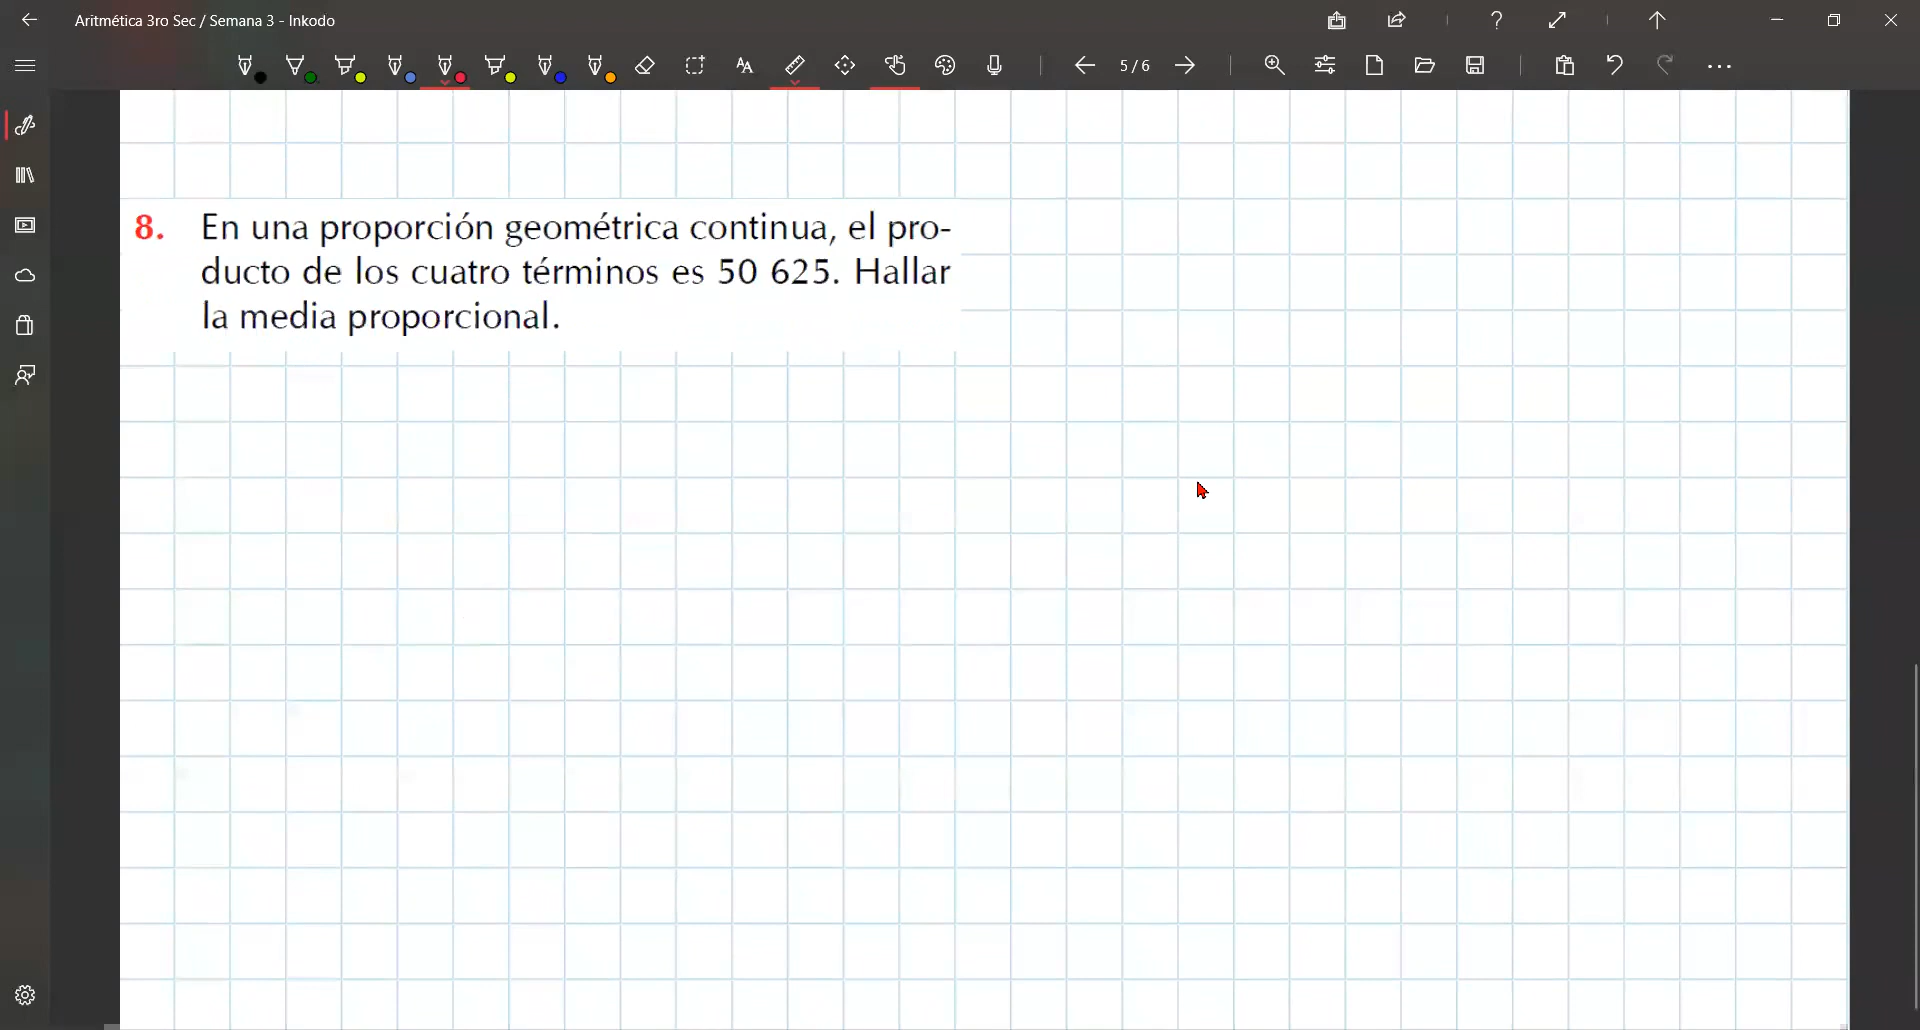 Aritmética 3ro Sec / Semana 3 - Inkodo
5 / 6
8. En una proporción geométrica continua, el pro-
ducto de los cuatro términos es 50 625. Hallar
la media proporcional.